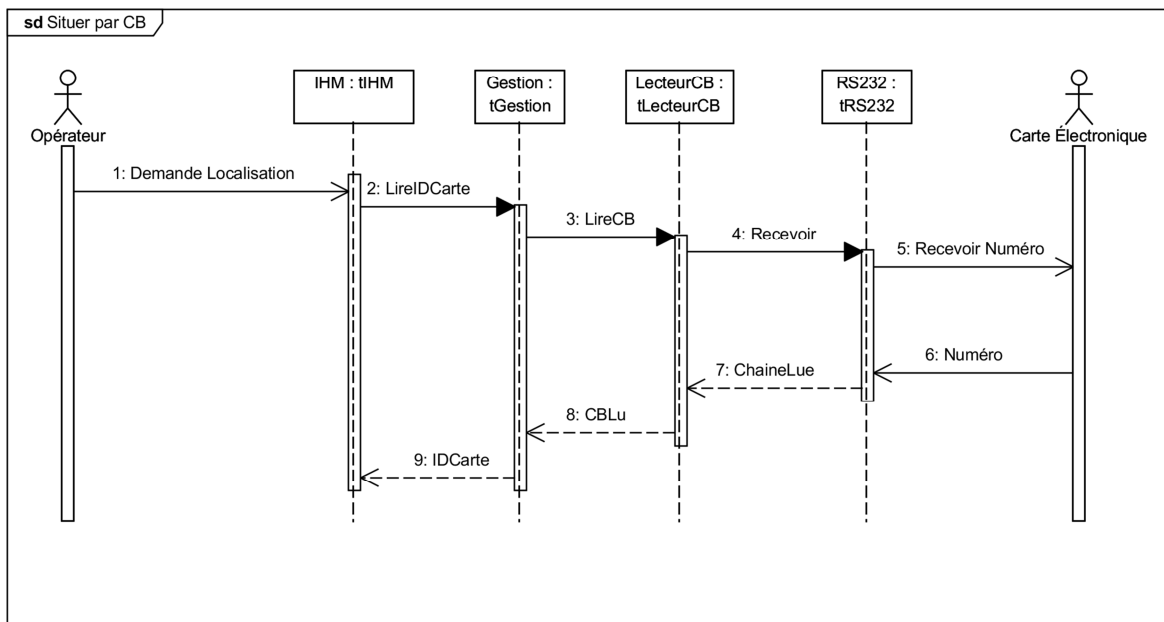 sd Situer par CB
Opérateur
IHM : tIHM
Gestion :
tGestion
LecteurCB :
tLecteurCB
RS232 :
tRS232
Carte Électronique
1: Demande Localisation
2: LireIDCarte
3: LireCB
4: Recevoir
5: Recevoir Numéro
6: Numéro
7: ChaineLue
8: CBLu
9: IDCarte